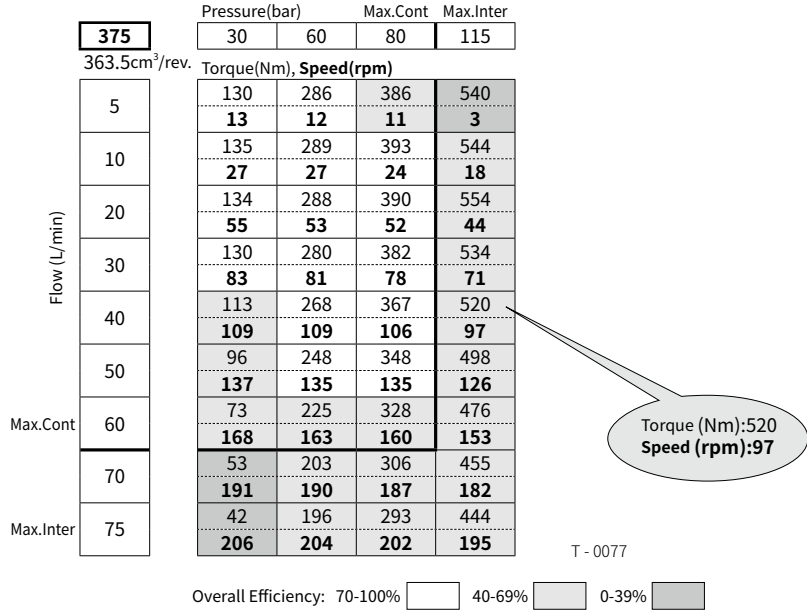 Pressure(bar) Max.Cont Max.Inter
375 30 60 80 115
363.5cm³/rev. Torque(Nm), Speed(rpm)
5 130 286 386 540
13 12 11 3
10 135 289 393 544
27 27 24 18
20 134 288 390 554
55 53 52 44
Flow (L/min)
30 130 280 382 534
83 81 78 71
40 113 268 367 520
109 109 106 97
50 96 248 348 498
137 135 135 126
Max.Cont 60 73 225 328 476
168 163 160 153
70 53 203 306 455
191 190 187 182
Max.Inter 75 42 196 293 444
206 204 202 195
Torque (Nm):520
Speed (rpm):97
T - 0077
Overall Efficiency: 70-100% 40-69% 0-39%